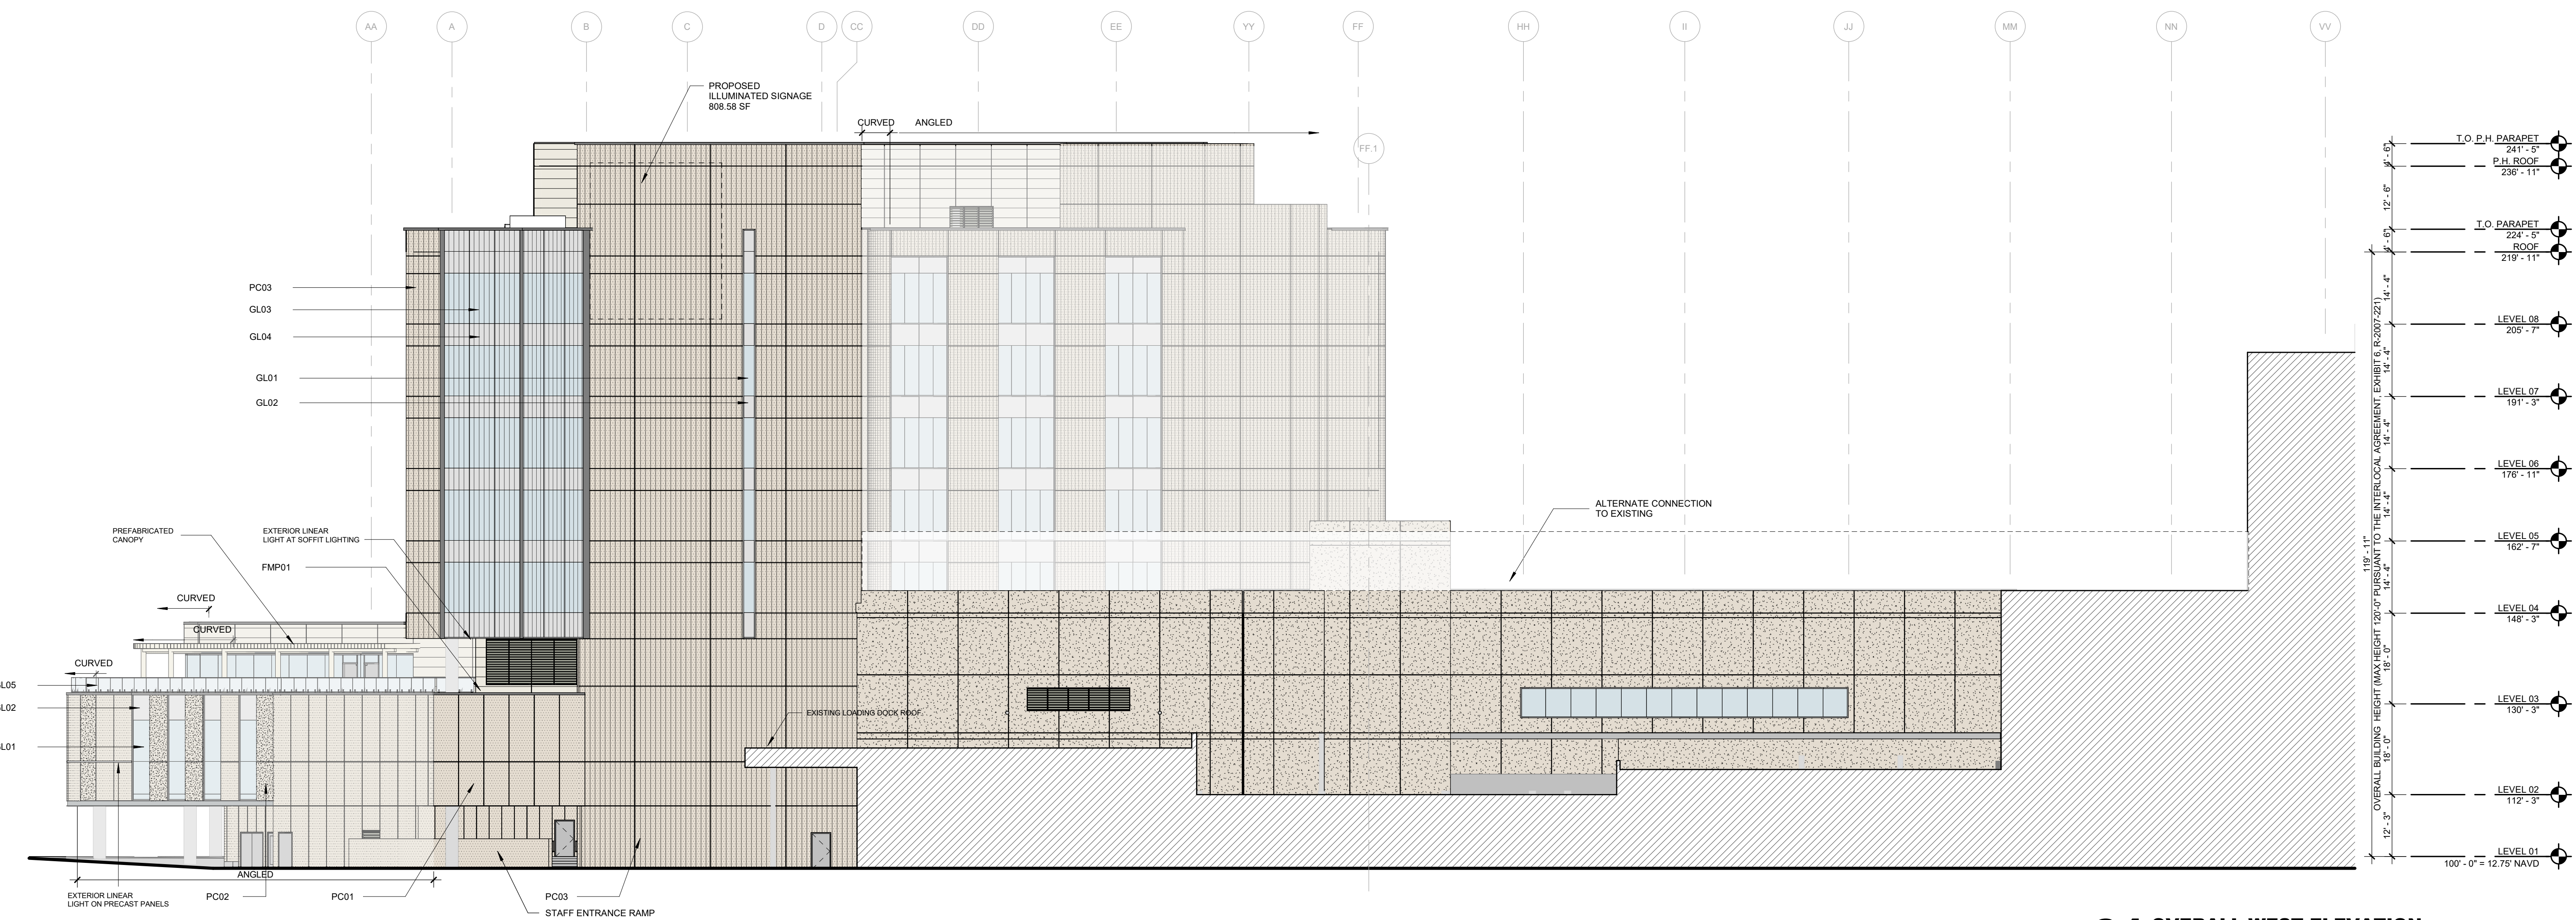 AA
A
B
C
D
CC
DD
EE
YY
FF
HH
II
JJ
MM
NN
VV
FF.1
PROPOSED
ILLUMINATED SIGNAGE
808.58 SF
CURVED
ANGLED
PC03
GL03
GL04
GL01
GL02
PREFABRICATED
CANOPY
EXTERIOR LINEAR
LIGHT AT SOFFIT LIGHTING
FMP01
CURVED
CURVED
CURVED
GL05
GL02
GL01
EXISTING LOADING DOCK ROOF
ALTERNATE CONNECTION
TO EXISTING
ANGLED
EXTERIOR LINEAR
LIGHT ON PRECAST PANELS
PC02
PC01
PC03
STAFF ENTRANCE RAMP
T.O. P.H. PARAPET
241' - 5"
P.H. ROOF
236' - 11"
T.O. PARAPET
224' - 5"
ROOF
219' - 11"
LEVEL 08
205' - 7"
LEVEL 07
191' - 3"
LEVEL 06
176' - 11"
LEVEL 05
162' - 7"
LEVEL 04
148' - 3"
LEVEL 03
130' - 3"
LEVEL 02
112' - 3"
LEVEL 01
100' - 0" = 12.75' NAVD
4' - 6"
12' - 6"
4' - 6"
14' - 4"
14' - 4"
14' - 4"
14' - 4"
14' - 4"
18' - 0"
18' - 0"
12' - 3"
119' - 11"
OVERALL BUILDING HEIGHT (MAX HEIGHT 120'-0" PURSUANT TO THE INTERLOCAL AGREEMENT, EXHIBIT 6, R-2007-221)
OVERALL WEST ELEVATION